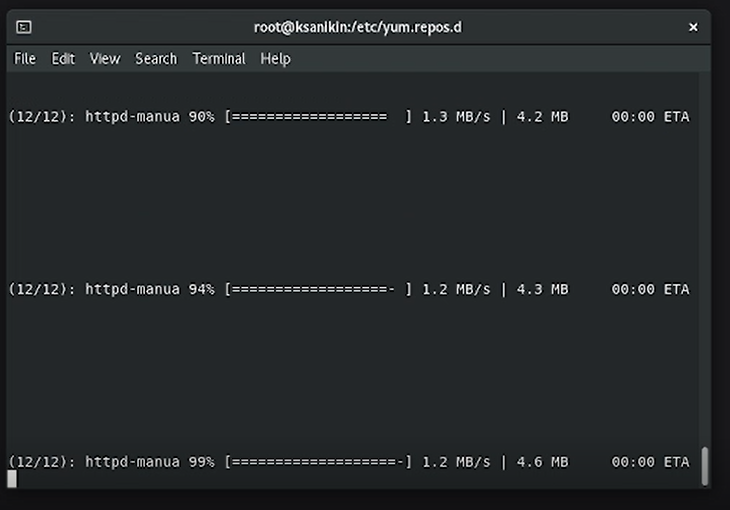 root@ksanikin:/etc/yum.repos.d ×
File Edit View Search Terminal Help
(12/12): httpd-manua 90% [==================  ] 1.3 MB/s | 4.2 MB     00:00 ETA
(12/12): httpd-manua 94% [==================- ] 1.2 MB/s | 4.3 MB     00:00 ETA
(12/12): httpd-manua 99% [===================-] 1.2 MB/s | 4.6 MB     00:00 ETA